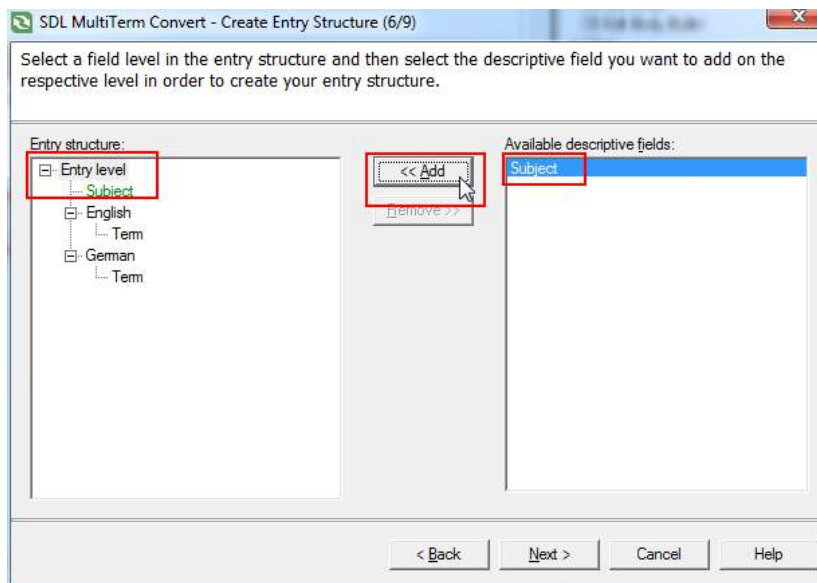 SDL MultiTerm Convert - Create Entry Structure (6/9)
Select a field level in the entry structure and then select the descriptive field you want to add on the
respective level in order to create your entry structure.
Entry structure:
Available descriptive fields:
Entry level
<< Add
Subject
Subject
Remove >>
English
Term
German
Term
< Back
Next >
Cancel
Help